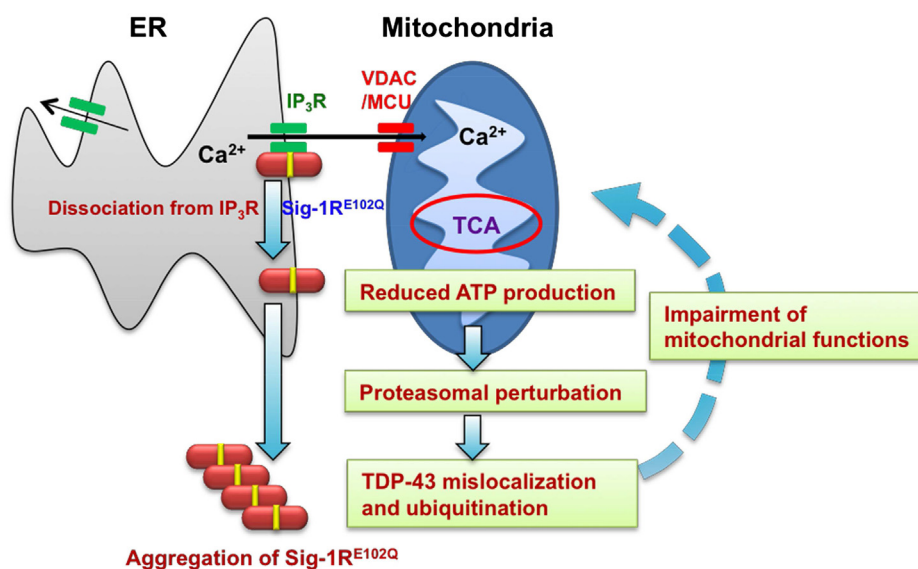 ER
Mitochondria
VDAC
/MCU
IP₃R
Ca²⁺
Ca²⁺
Dissociation from IP₃R
Sig-1Rᴱ¹⁰²Q
TCA
Reduced ATP production
Impairment of
mitochondrial functions
Proteasomal perturbation
TDP-43 mislocalization
and ubiquitination
Aggregation of Sig-1Rᴱ¹⁰²Q